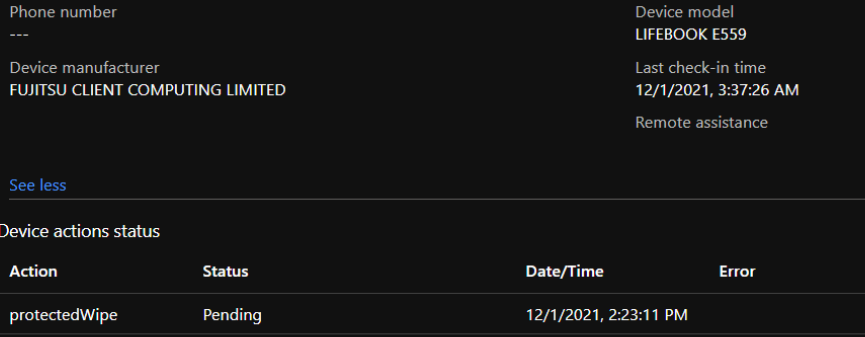 Phone number
---
Device manufacturer
FUJITSU CLIENT COMPUTING LIMITED
Device model
LIFEBOOK E559
Last check-in time
12/1/2021, 3:37:26 AM
Remote assistance
See less
Device actions status
Action Status Date/Time Error
protectedWipe Pending 12/1/2021, 2:23:11 PM